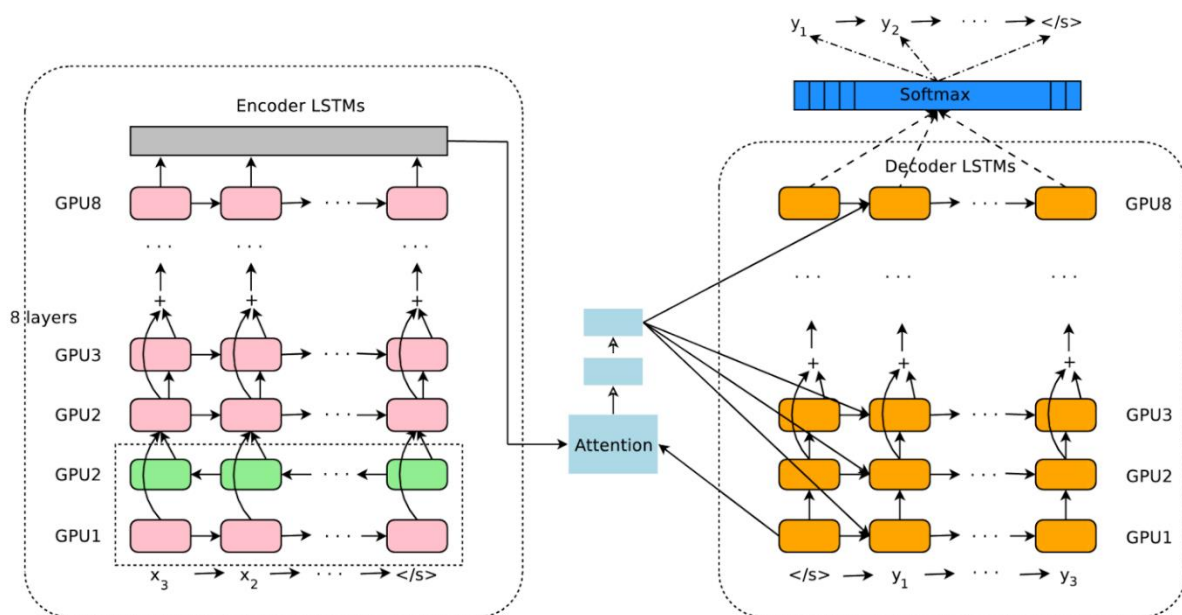 y1 y2 · · · </s>
Softmax
Encoder LSTMs
Decoder LSTMs
GPU8 · · ·
· · · · · · · · ·
+ + +
8 layers
GPU3 · · ·
GPU2 · · ·
GPU2 · · ·
GPU1 · · ·
x3 x2 · · · </s>
Attention
· · · GPU8
· · · · · · · · ·
+ + +
· · · GPU3
· · · GPU2
· · · GPU1
</s> y1 · · · y3